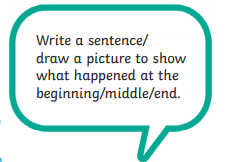 Write a sentence/
draw a picture to show
what happened at the
beginning/middle/end.